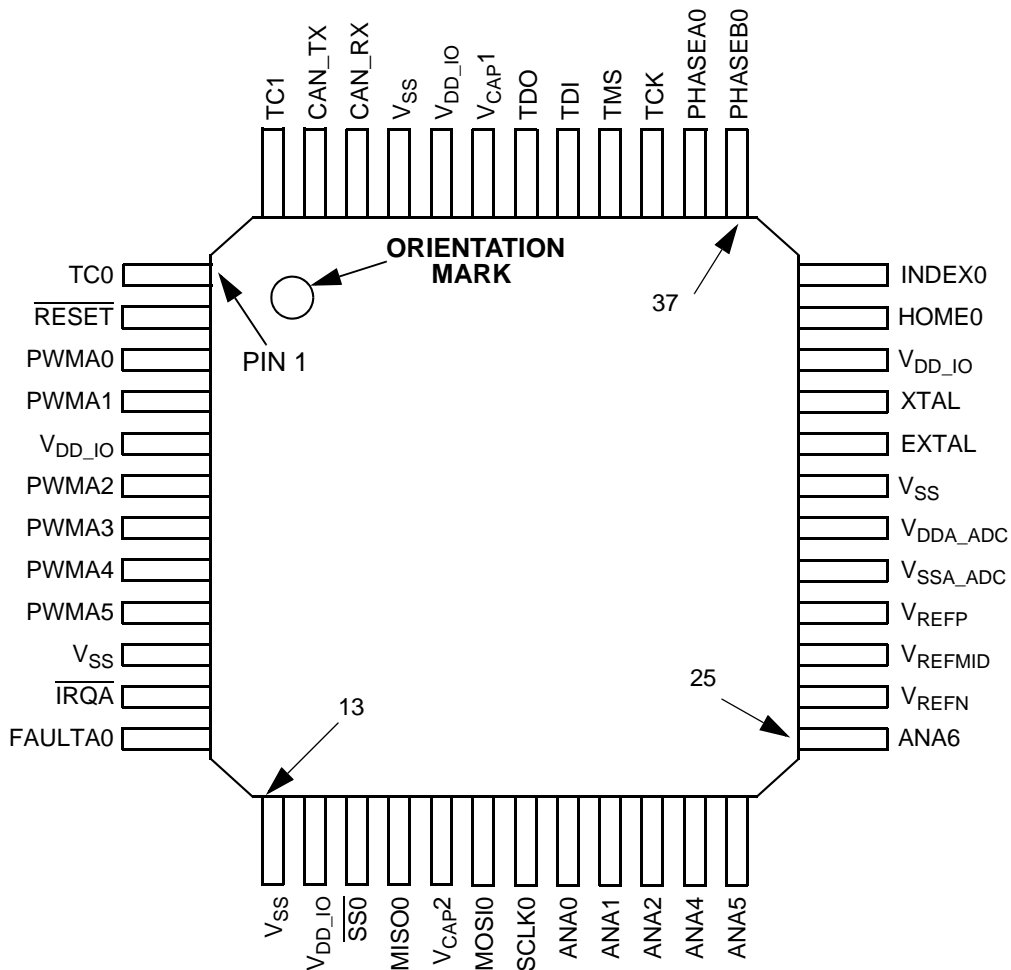 TC1
CAN_TX
CAN_RX
VSS
VDD_IO
VCAP1
TDO
TDI
TMS
TCK
PHASEA0
PHASEB0
ORIENTATION
MARK
PIN 1
37
TC0
RESET
PWMA0
PWMA1
VDD_IO
PWMA2
PWMA3
PWMA4
PWMA5
VSS
IRQA
FAULTA0
INDEX0
HOME0
VDD_IO
XTAL
EXTAL
VSS
VDDA_ADC
VSSA_ADC
VREFP
VREFMID
VREFN
ANA6
13
25
VSS
VDD_IO
SS0
MISO0
VCAP2
MOSI0
SCLK0
ANA0
ANA1
ANA2
ANA4
ANA5